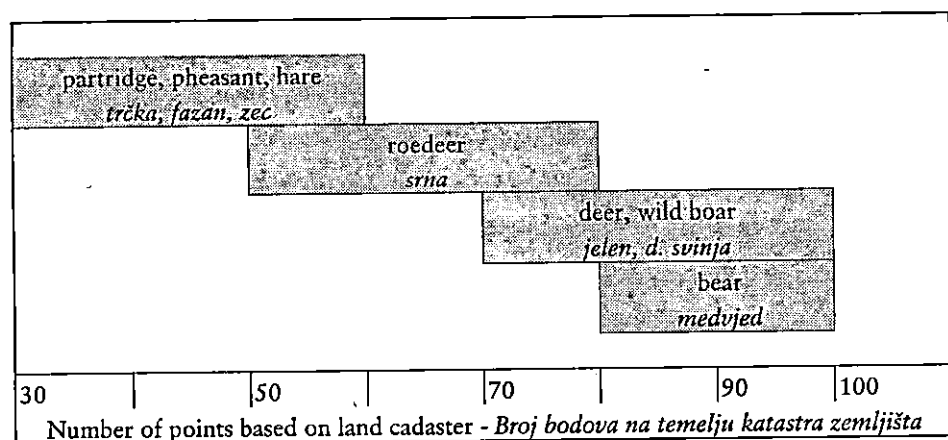 partridge, pheasant, hare
trčka, fazan, zec
roedeer
srna
deer, wild boar
jelen, d. svinja
bear
medvjed
30 50 70 90 100
Number of points based on land cadaster - Broj bodova na temelju katastra zemljišta